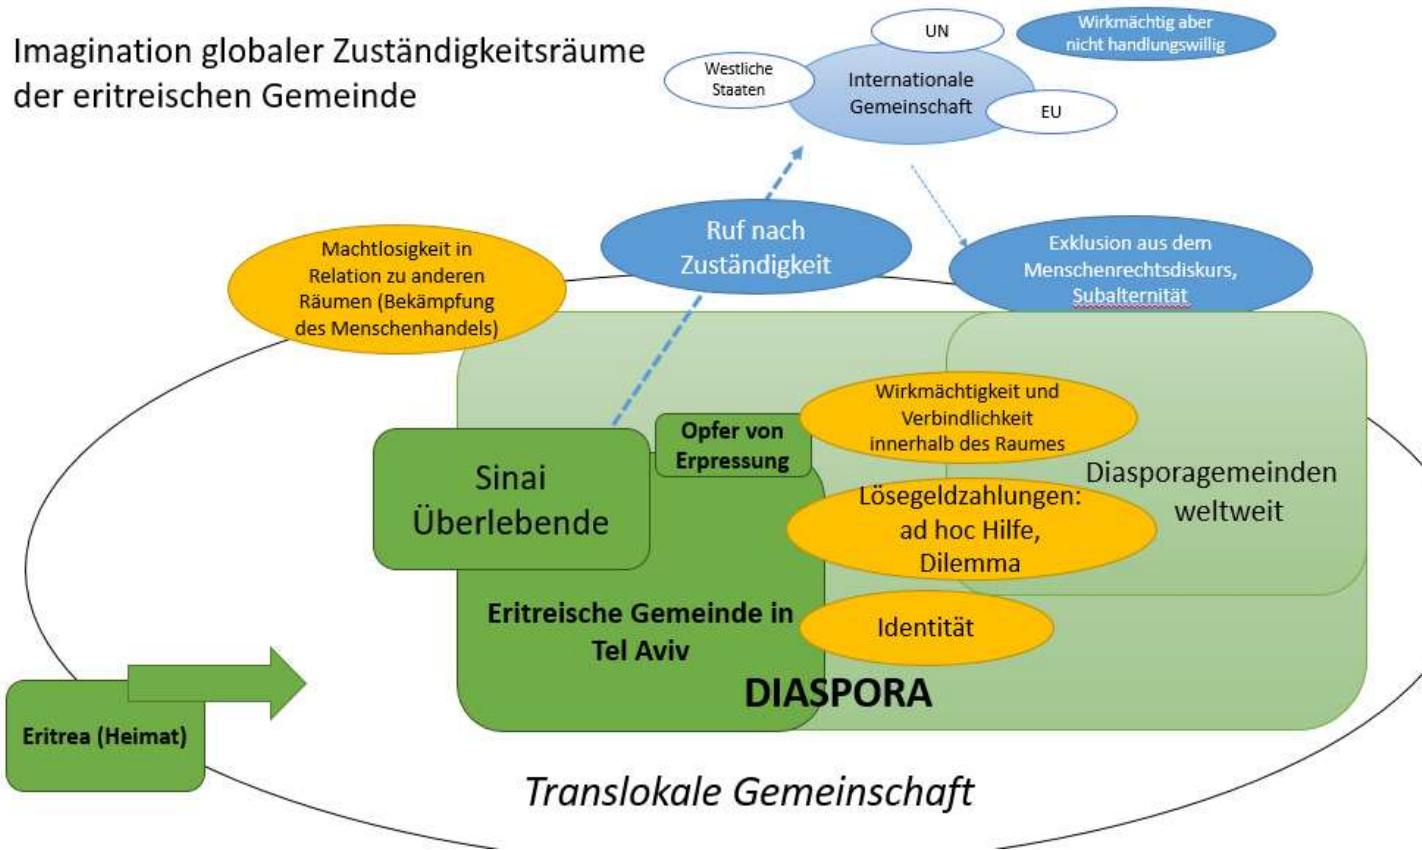 Imagination globaler Zuständigkeitsräume
der eritreischen Gemeinde
UN
Wirkmächtig aber
nicht handlungswillig
Westliche
Staaten
Internationale
Gemeinschaft
EU
Machtlosigkeit in
Relation zu anderen
Räumen (Bekämpfung
des Menschenhandels)
Ruf nach
Zuständigkeit
Exklusion aus dem
Menschenrechtsdiskurs,
Subalternität
Wirkmächtigkeit und
Verbindlichkeit
innerhalb des Raumes
Opfer von
Erpressung
Sinai
Überlebende
Diasporagemeinden
weltweit
Lösegeldzahlungen:
ad hoc Hilfe,
Dilemma
Eritreische Gemeinde in
Tel Aviv
Identität
DIASPORA
Eritrea (Heimat)
Translokale Gemeinschaft